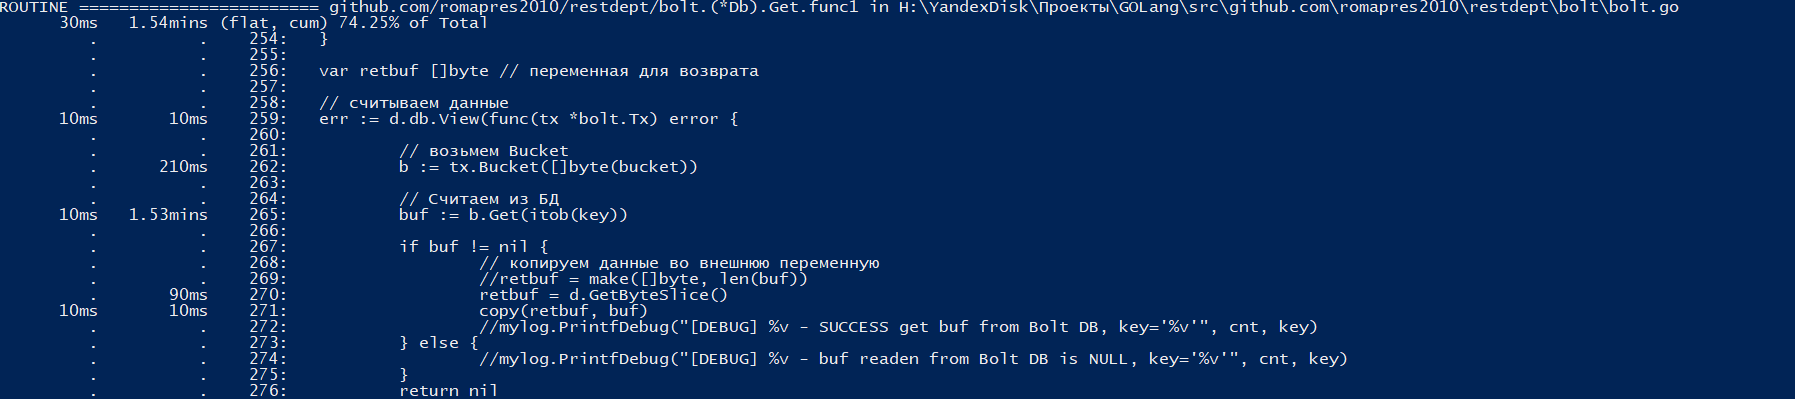 ROUTINE ======================== github.com/romapres2010/restdept/bolt.(*Db).Get.func1 in H:\YandexDisk\Проекты\GOLang\src\github.com\romapres2010\restdept\bolt\bolt.go
30ms 1.54mins (flat, cum) 74.25% of Total
. . 254: }
. . 255:
. . 256: var retbuf []byte // переменная для возврата
. . 257:
. . 258: // считываем данные
10ms 10ms 259: err := d.db.View(func(tx *bolt.Tx) error {
. . 260:
. . 261: // возьмем Bucket
. 210ms 262: b := tx.Bucket([]byte(bucket))
. . 263:
. . 264: // Считаем из БД
10ms 1.53mins 265: buf := b.Get(itob(key))
. . 266:
. . 267: if buf != nil {
. . 268: // копируем данные во внешнюю переменную
. . 269: //retbuf = make([]byte, len(buf))
. 90ms 270: retbuf = d.GetByteSlice()
10ms 10ms 271: copy(retbuf, buf)
. . 272: //mylog.PrintfDebug("[DEBUG] %v - SUCCESS get buf from Bolt DB, key='%v'", cnt, key)
. . 273: } else {
. . 274: //mylog.PrintfDebug("[DEBUG] %v - buf readen from Bolt DB is NULL, key='%v'", cnt, key)
. . 275: }
. . 276: return nil